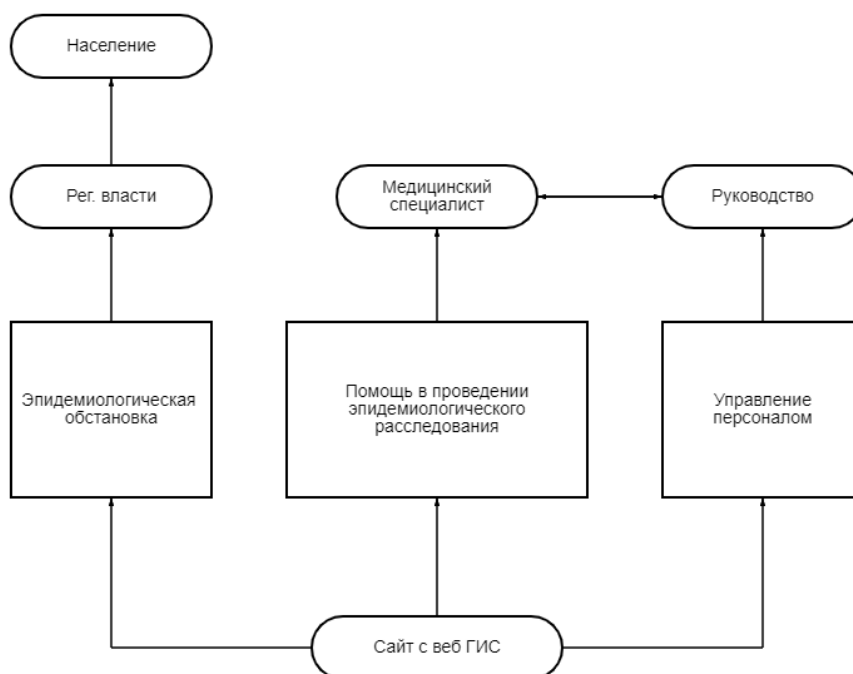 Население
Рег. власти
Медицинский
специалист
Руководство
Эпидемиологическая
обстановка
Помощь в проведении
эпидемиологического
расследования
Управление
персоналом
Сайт с веб ГИС